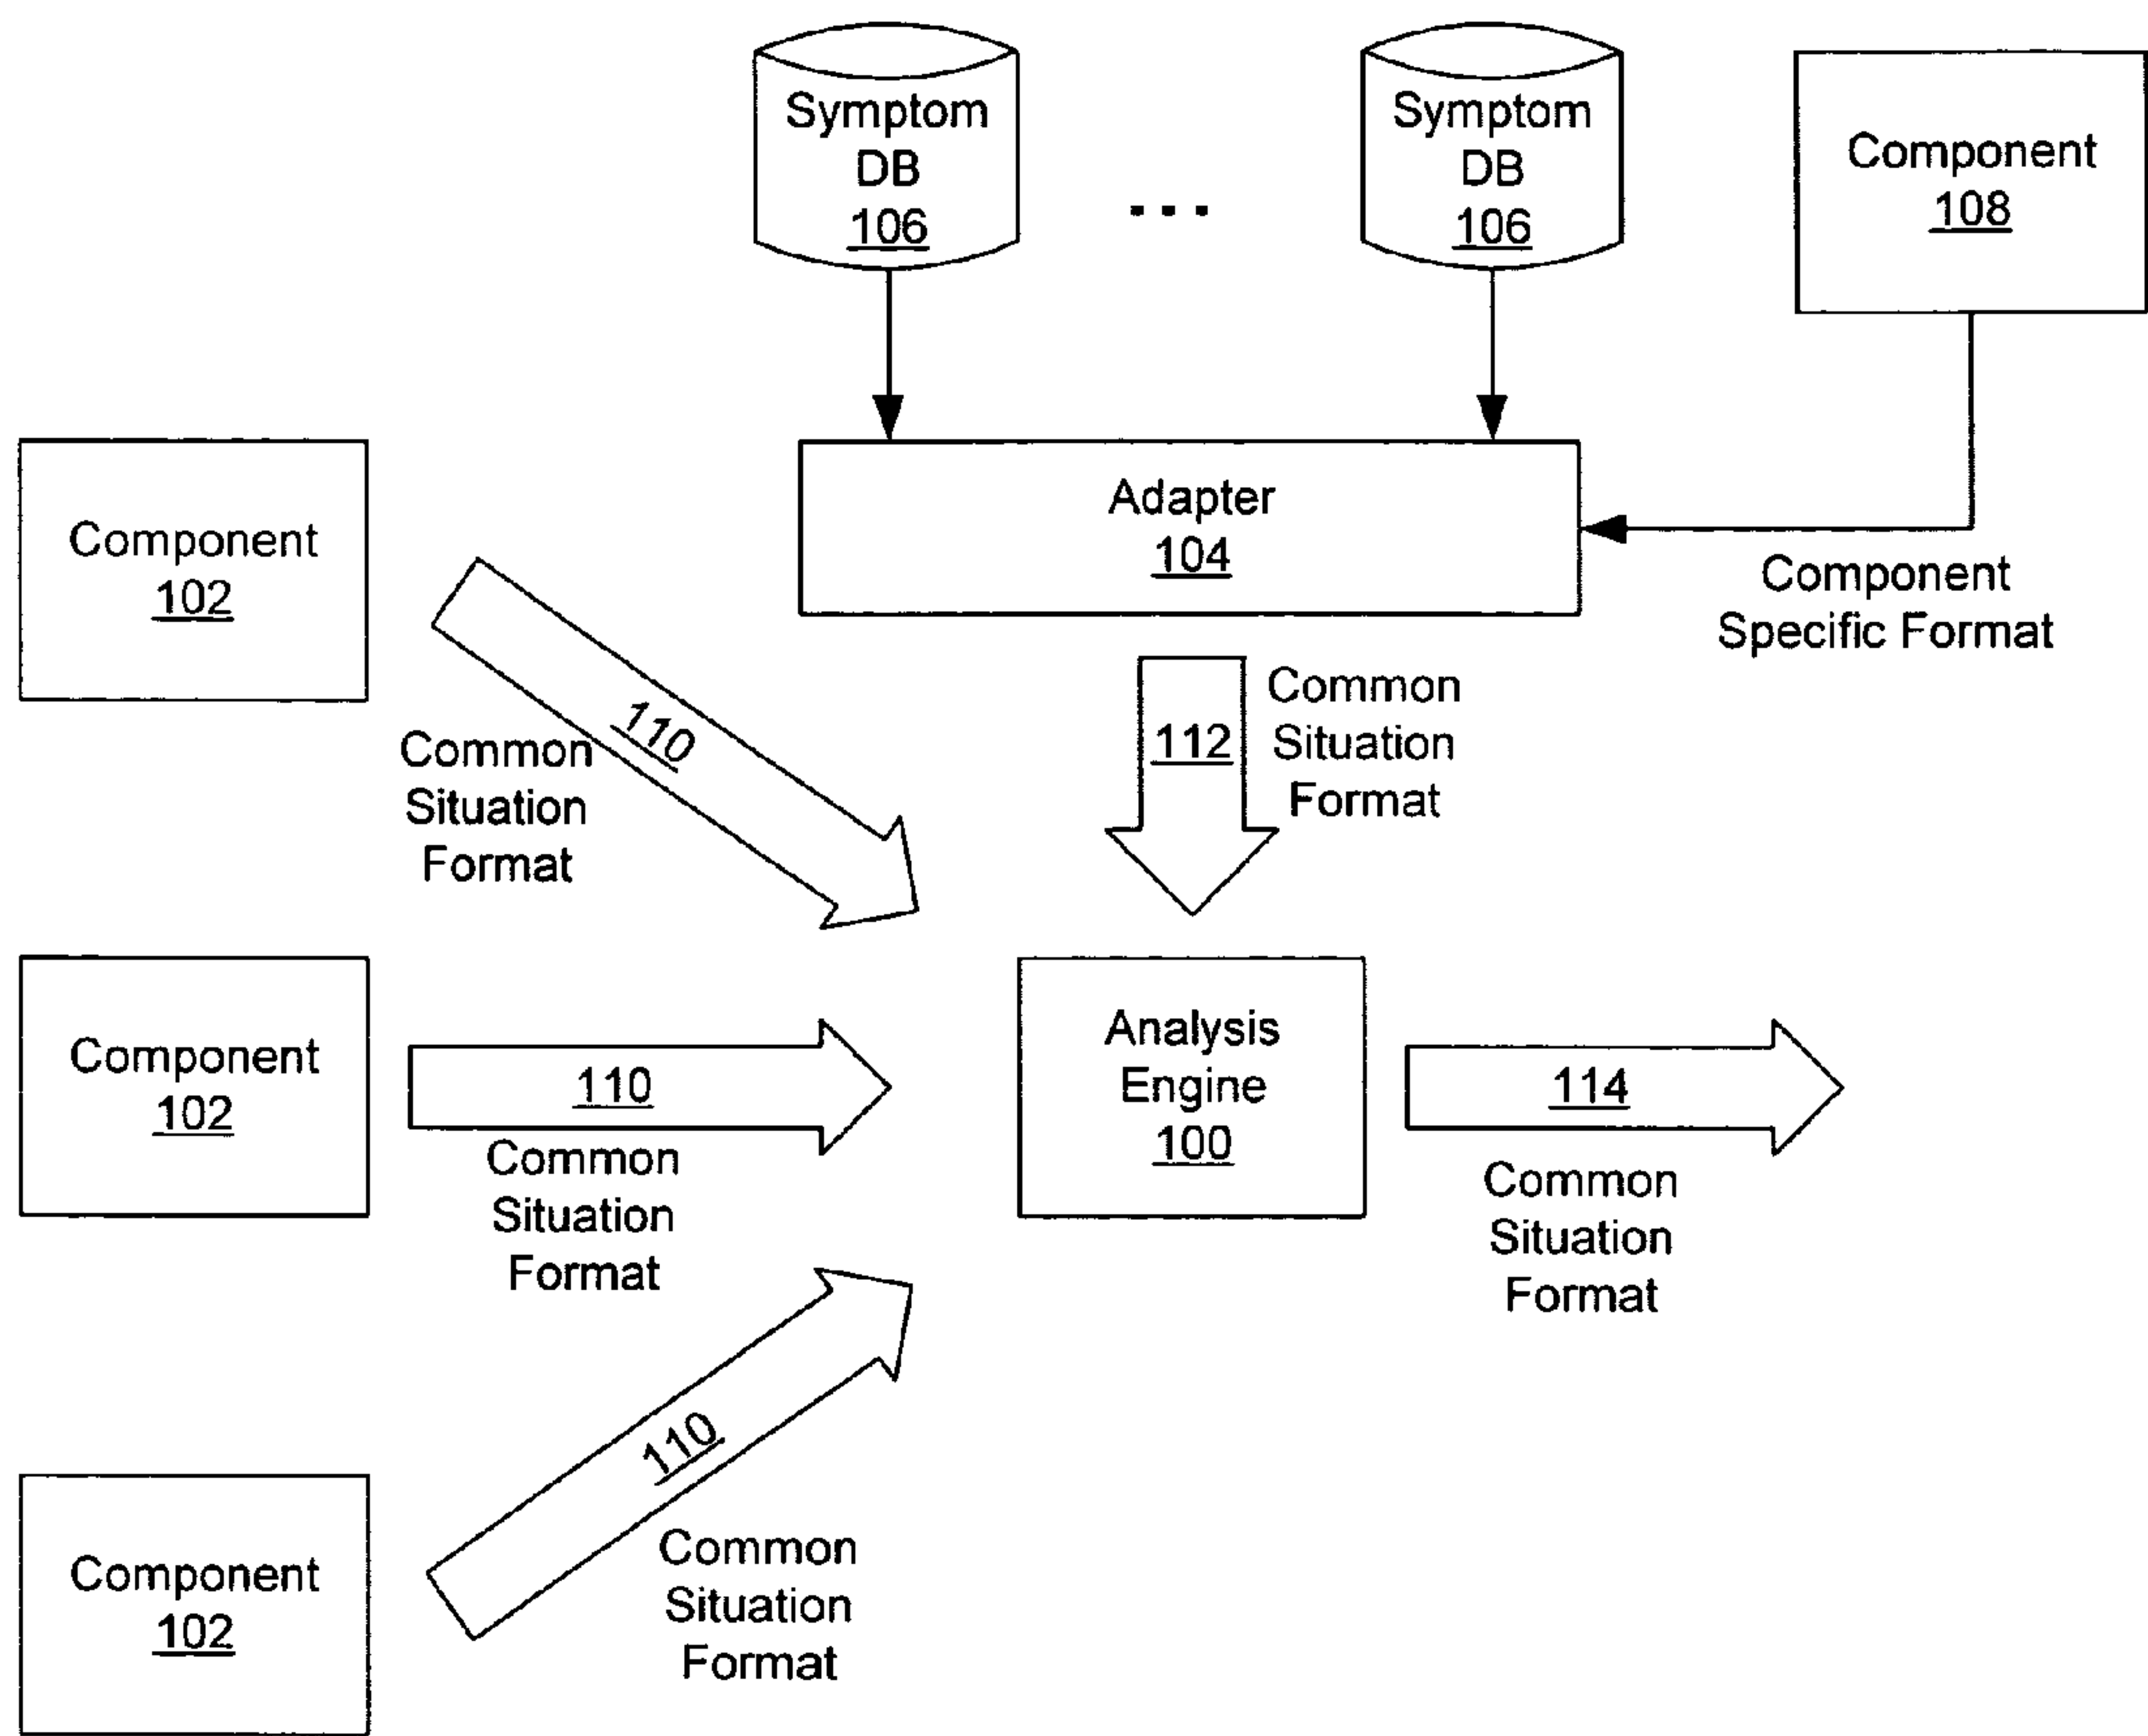 Symptom
DB
106
...
Symptom
DB
106
Component
108
Adapter
104
Component
Specific Format
Component
102
110
Common
Situation
Format
112
Common
Situation
Format
Component
102
110
Common
Situation
Format
Analysis
Engine
100
114
Common
Situation
Format
Component
102
110
Common
Situation
Format